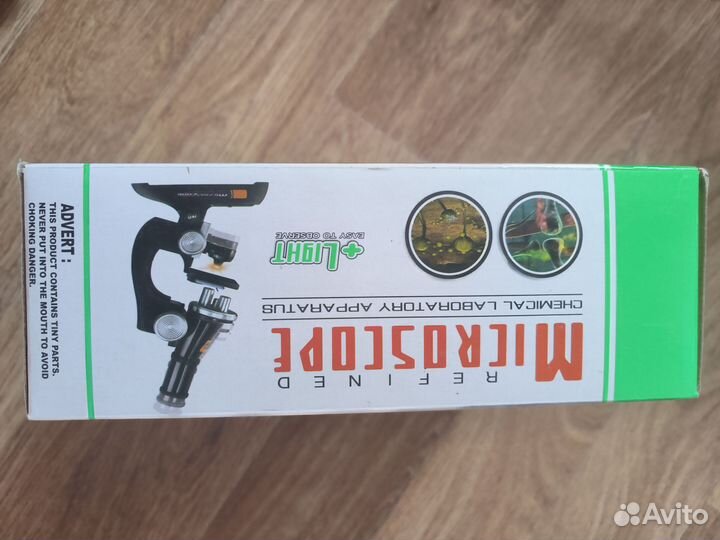 REFINED
MICROSCOPE
CHEMICAL LABORATORY APPARATUS
+LIGHT
EASY TO OBSERVE
ADVERT :
THIS PRODUCT CONTAINS TINY PARTS.
NEVER PUT INTO THE MOUTH TO AVOID
CHOKING DANGER.
Avito